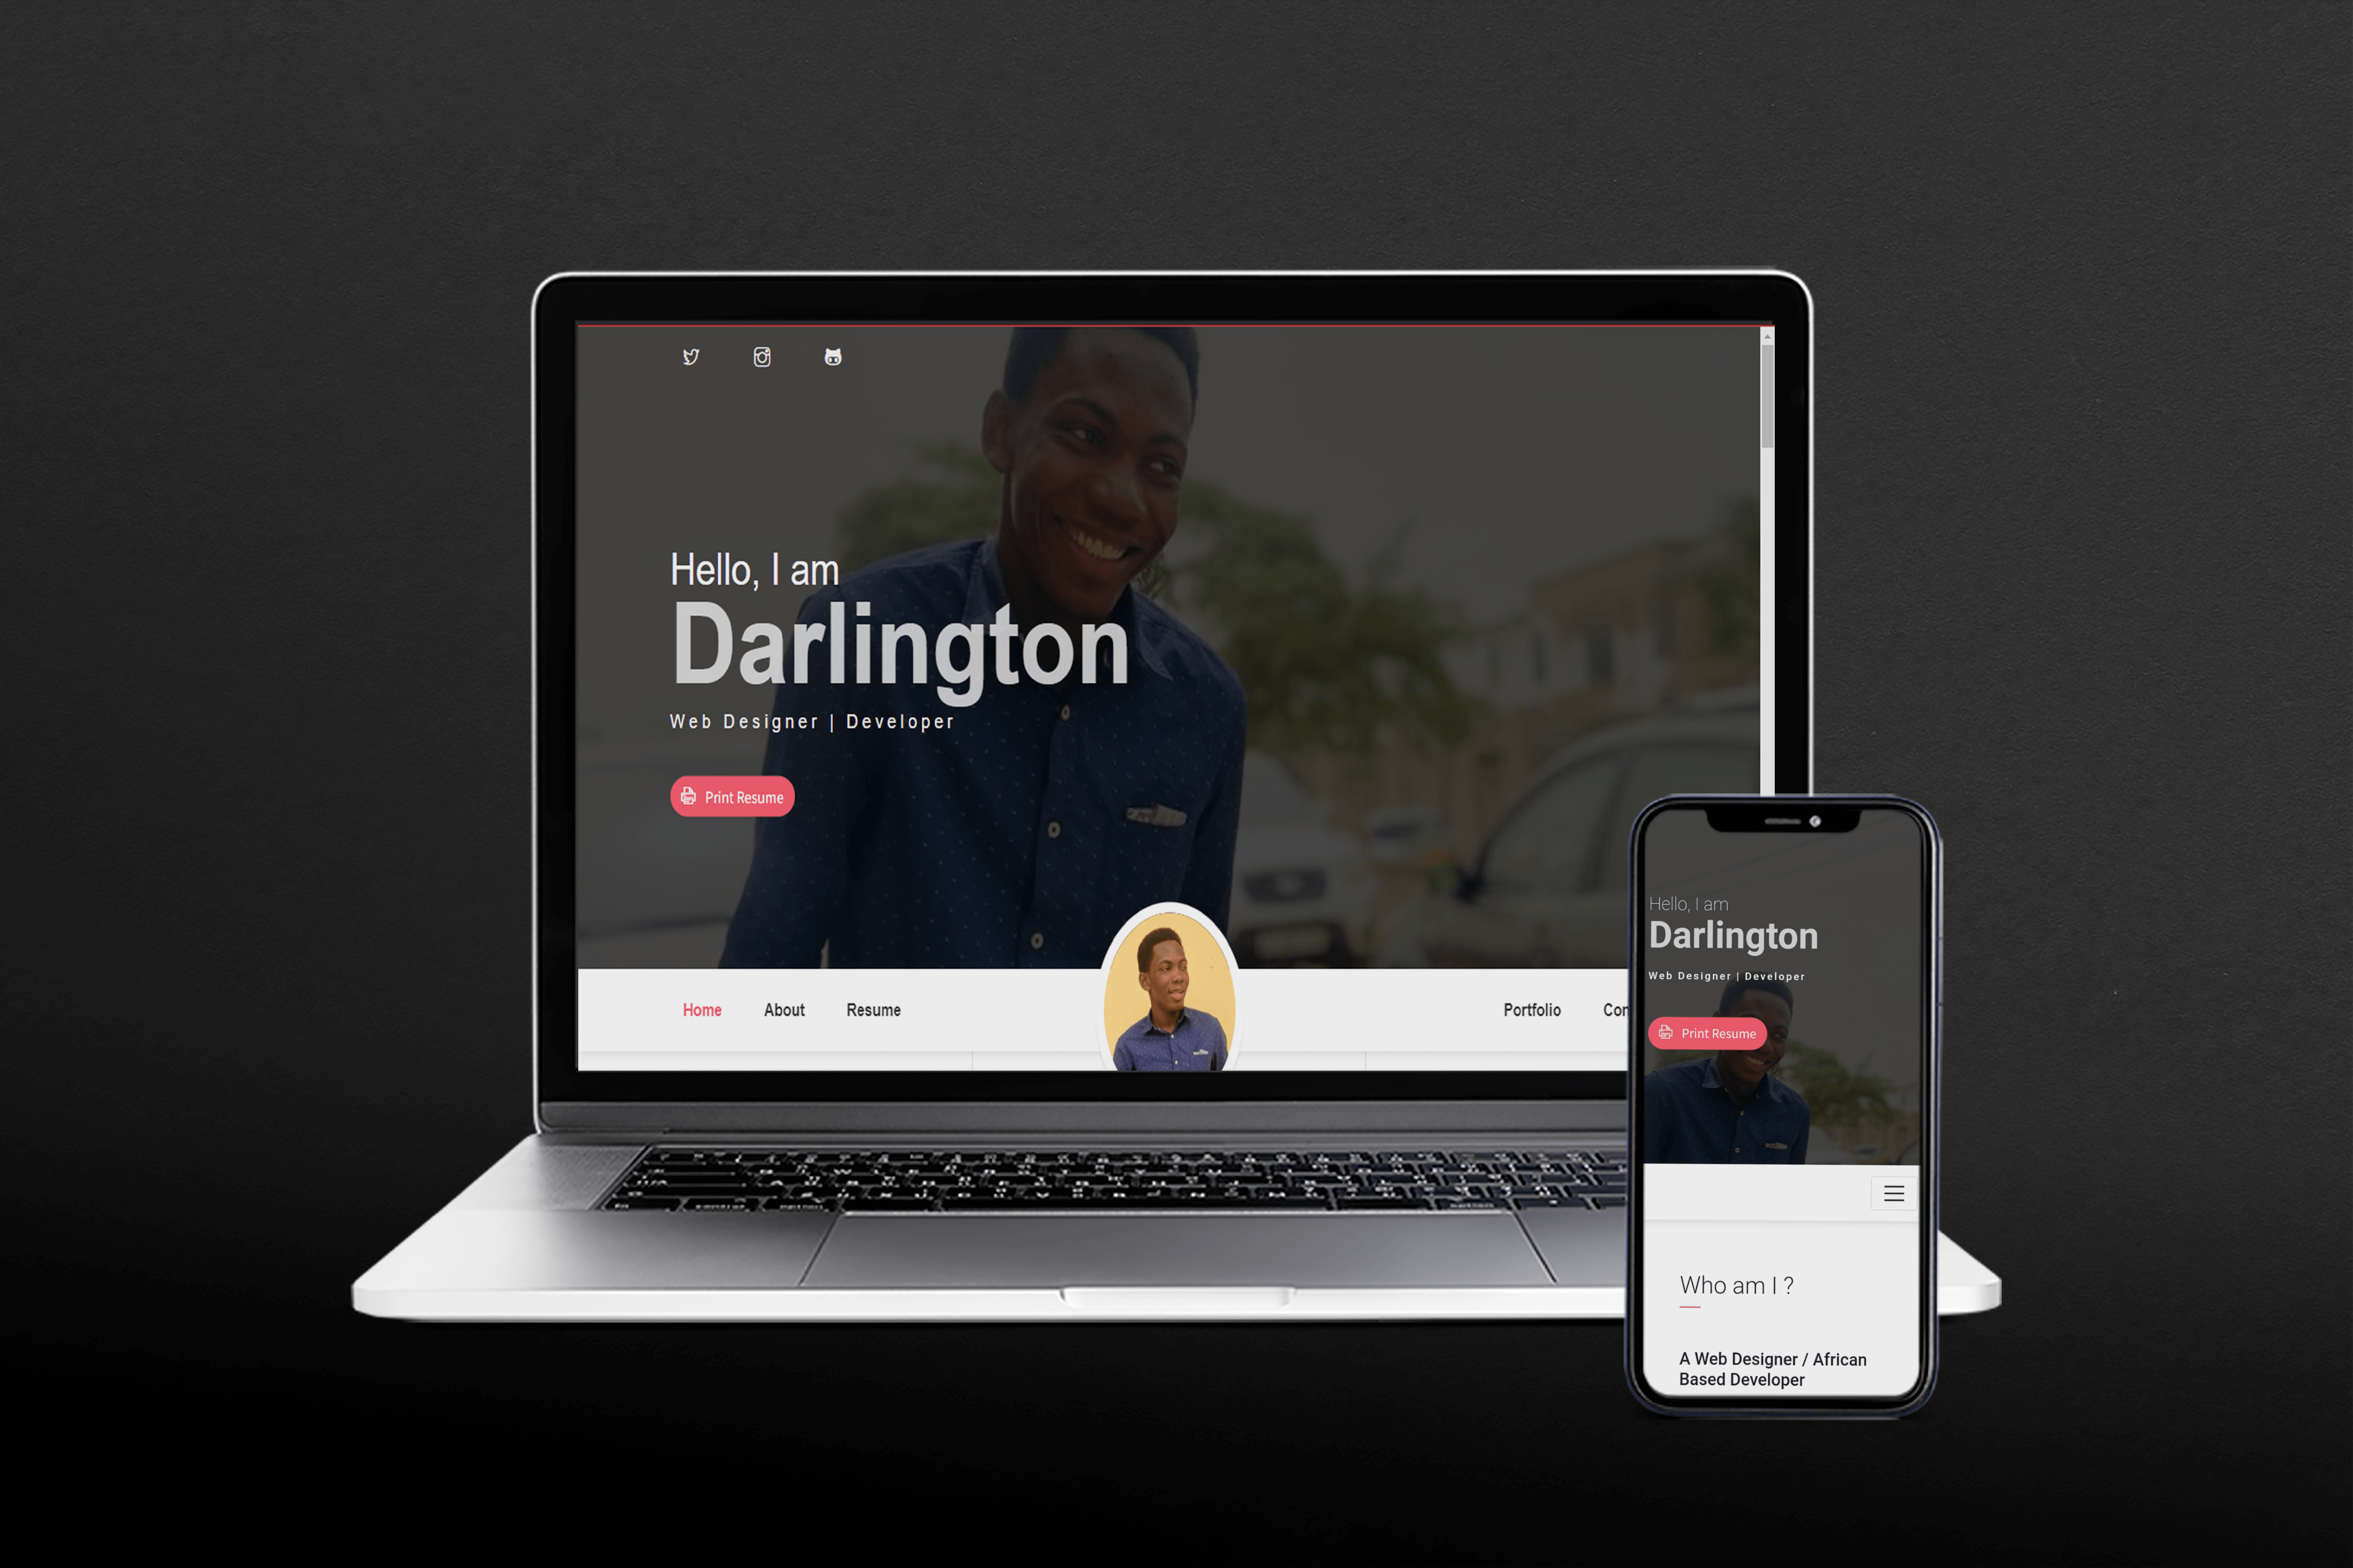 Hello, I am
Darlington
Web Designer | Developer
Print Resume
Home About Resume Portfolio
Hello, I am
Darlington
Web Designer | Developer
Print Resume
Who am I ?
A Web Designer / African
Based Developer